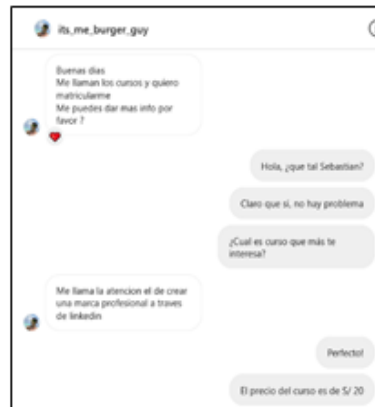 its_me_burger_guy
Buenas dias
Me llaman los cursos y quiero
matricularme
Me puedes dar mas info por
favor ?
Hola, ¿que tal Sebastian?
Claro que si, no hay problema
¿Cual es curso que más te
interesa?
Me llama la atencion el de crear
una marca profesional a traves
de linkedin
Perfecto!
El precio del curso es de S/ 20